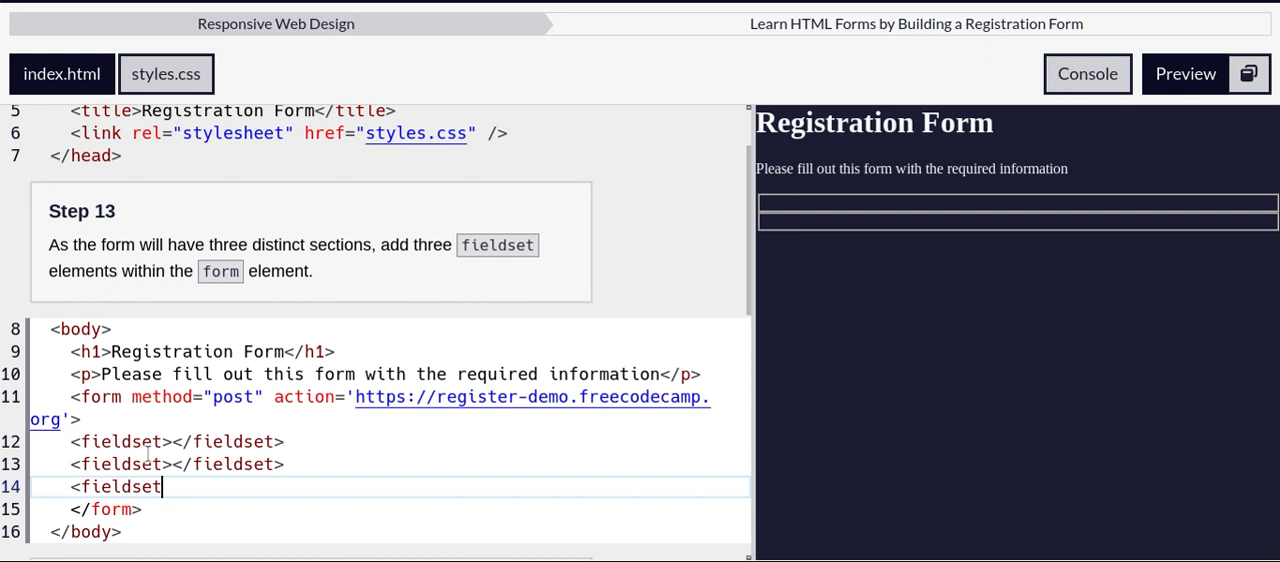 Responsive Web Design
Learn HTML Forms by Building a Registration Form
index.html
styles.css
Console
Preview
5 <title>Registration Form</title>
6 <link rel="stylesheet" href="styles.css" />
7 </head>
Step 13
As the form will have three distinct sections, add three fieldset
elements within the form element.
8 <body>
9 <h1>Registration Form</h1>
10 <p>Please fill out this form with the required information</p>
11 <form method="post" action='https://register-demo.freecodecamp.
org'>
12 <fieldset></fieldset>
13 <fieldset></fieldset>
14 <fieldset
15 </form>
16 </body>
Registration Form
Please fill out this form with the required information